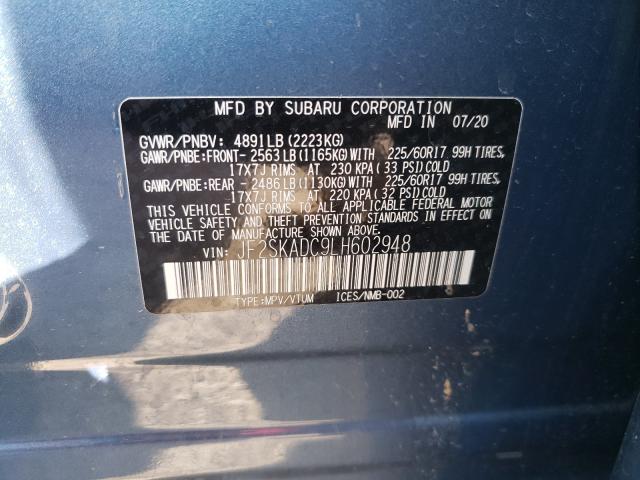 MFD BY SUBARU CORPORATION
MFD IN 07/20
GVWR/PNBV: 4891LB (2223KG)
GAWR/PNBE:FRONT- 2563LB (1165KG) WITH 225/60R17 99H TIRES,
17X7J RIMS AT 230 KPA (33 PSI) COLD
GAWR/PNBE:REAR - 2486LB (1130KG) WITH 225/60R17 99H TIRES,
17X7J RIMS AT 220 KPA (32 PSI) COLD
THIS VEHICLE CONFORMS TO ALL APPLICABLE FEDERAL MOTOR
VEHICLE SAFETY AND THEFT PREVENTION STANDARDS IN EFFECT ON
THE DATE OF MANUFACTURE SHOWN ABOVE.
VIN: JF2SKADC9LH602948
TYPE:MPV/VTUM ICES/NMB-002